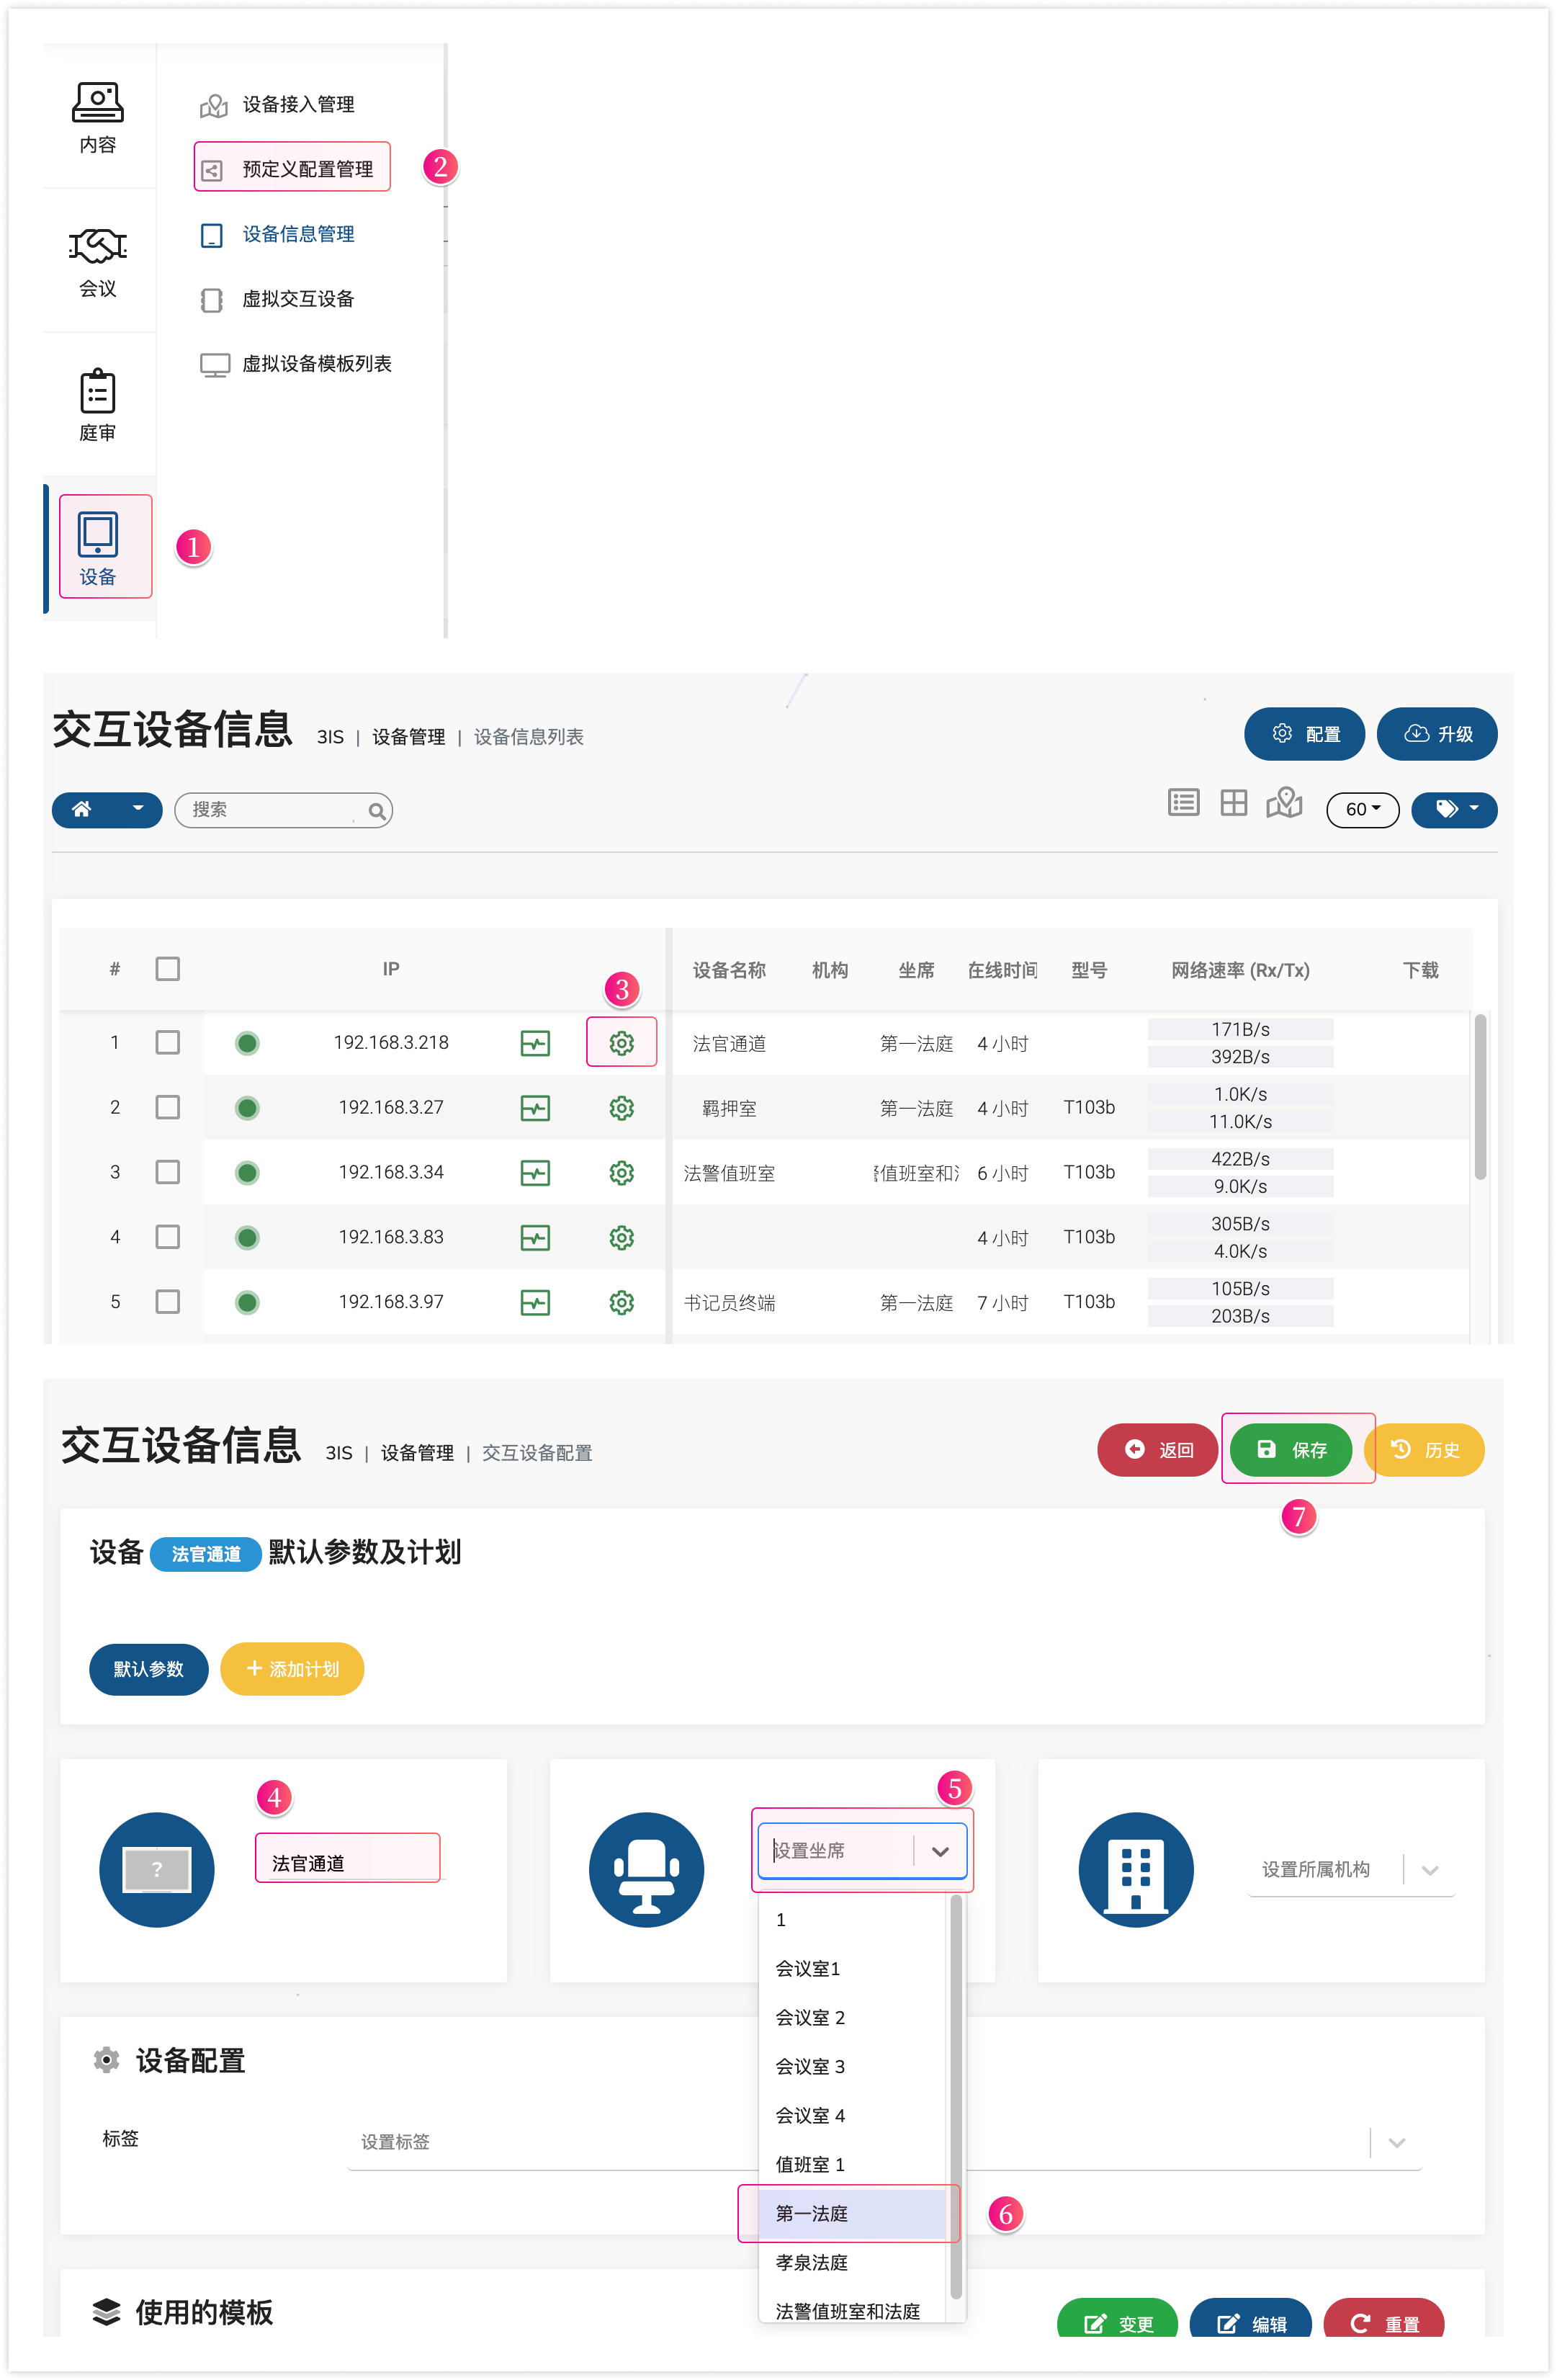 内容
会议
庭审
设备
1
设备接入管理
预定义配置管理
2
设备信息管理
虚拟交互设备
虚拟设备模板列表
交互设备信息 3IS | 设备管理 | 设备信息列表
配置 升级
搜索
60
# IP 设备名称 机构 坐席 在线时间 型号 网络速率 (Rx/Tx) 下载
3
1 192.168.3.218 法官通道 第一法庭 4 小时 171B/s
392B/s
2 192.168.3.27 羁押室 第一法庭 4 小时 T103b 1.0K/s
11.0K/s
3 192.168.3.34 法警值班室 值班室和 6 小时 T103b 422B/s
9.0K/s
4 192.168.3.83 4 小时 T103b 305B/s
4.0K/s
5 192.168.3.97 书记员终端 第一法庭 7 小时 T103b 105B/s
203B/s
交互设备信息 3IS | 设备管理 | 交互设备配置
返回 保存 历史
7
设备 法官通道 默认参数及计划
默认参数 + 添加计划
4
?
法官通道
5
设置坐席
设置所属机构
1
会议室1
会议室 2
会议室 3
会议室 4
值班室 1
第一法庭
6
孝泉法庭
法警值班室和法庭
设备配置
标签 设置标签
使用的模板
变更 编辑 重置